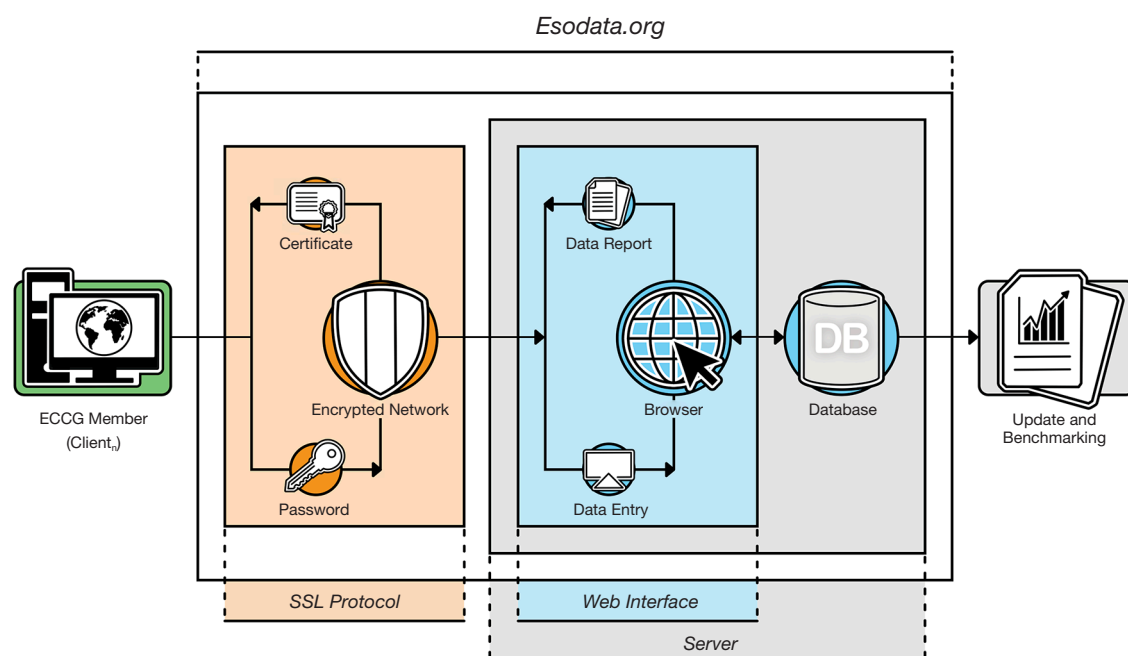 Esodata.org
Certificate
Data Report
DB
ECCG Member
(Clientₙ)
Encrypted Network
Browser
Database
Update and
Benchmarking
Password
Data Entry
SSL Protocol
Web Interface
Server